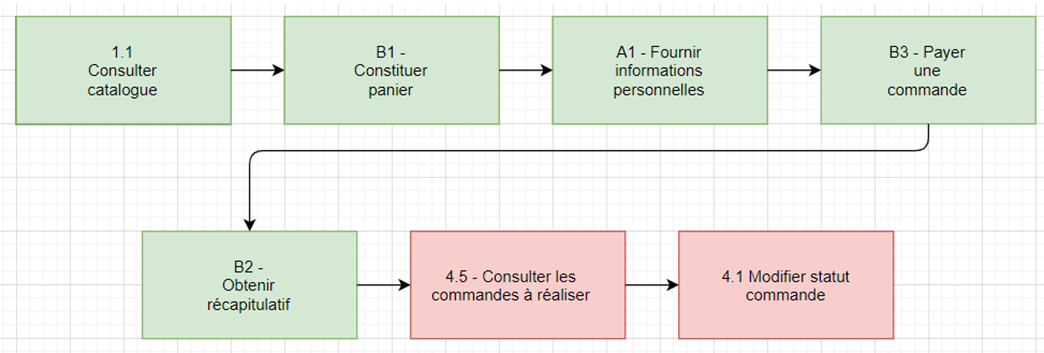 1.1
Consulter
catalogue
B1 -
Constituer
panier
A1 - Fournir
informations
personnelles
B3 - Payer
une
commande
B2 -
Obtenir
récapitulatif
4.5 - Consulter les
commandes à réaliser
4.1 Modifier statut
commande